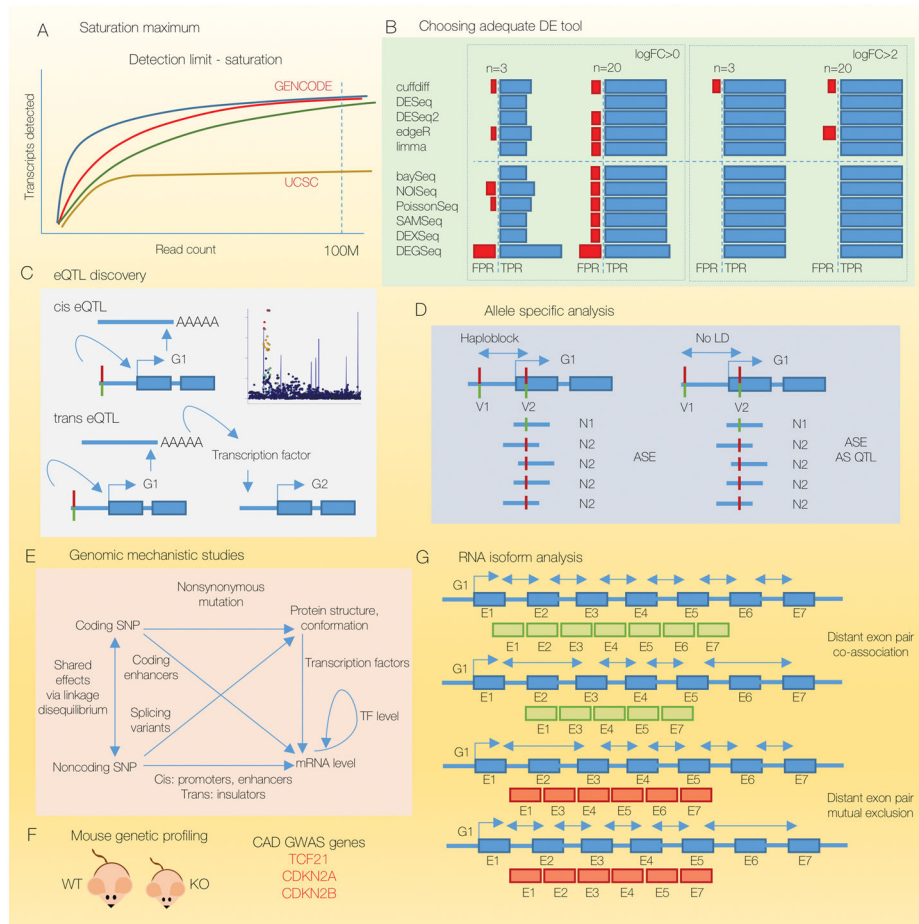 A Saturation maximum
Detection limit - saturation
GENCODE
UCSC
Transcripts detected
Read count
100M
B Choosing adequate DE tool
logFC>0
logFC>2
n=3
n=20
n=3
n=20
cuffdiff
DESeq
DESeq2
edgeR
limma
baySeq
NOISeq
PoissonSeq
SAMSeq
DEXSeq
DEGSeq
FPR TPR
FPR TPR
FPR TPR
FPR TPR
C eQTL discovery
cis eQTL
AAAAA
G1
trans eQTL
AAAAA
G1
Transcription factor
G2
D Allele specific analysis
Haploblock
G1
V1 V2
N1
N2
N2
N2
N2
ASE
No LD
G1
V1 V2
N1
N2
N2
N2
N2
ASE
AS QTL
E Genomic mechanistic studies
Nonsynonymous
mutation
Coding SNP
Protein structure,
conformation
Shared
effects
via linkage
disequilibrium
Coding
enhancers
Transcription factors
Splicing
variants
TF level
Noncoding SNP
mRNA level
Cis: promoters, enhancers
Trans: insulators
F Mouse genetic profiling
WT
KO
CAD GWAS genes
TCF21
CDKN2A
CDKN2B
G RNA isoform analysis
G1
E1 E2 E3 E4 E5 E6 E7
E1 E2 E3 E4 E5 E6 E7
Distant exon pair
co-association
G1
E1 E2 E3 E4 E5 E6 E7
E1 E3 E4 E5 E7
G1
E1 E2 E3 E4 E5 E6 E7
E1 E3 E4 E5 E6 E7
Distant exon pair
mutual exclusion
G1
E1 E2 E3 E4 E5 E6 E7
E1 E2 E3 E4 E5 E7